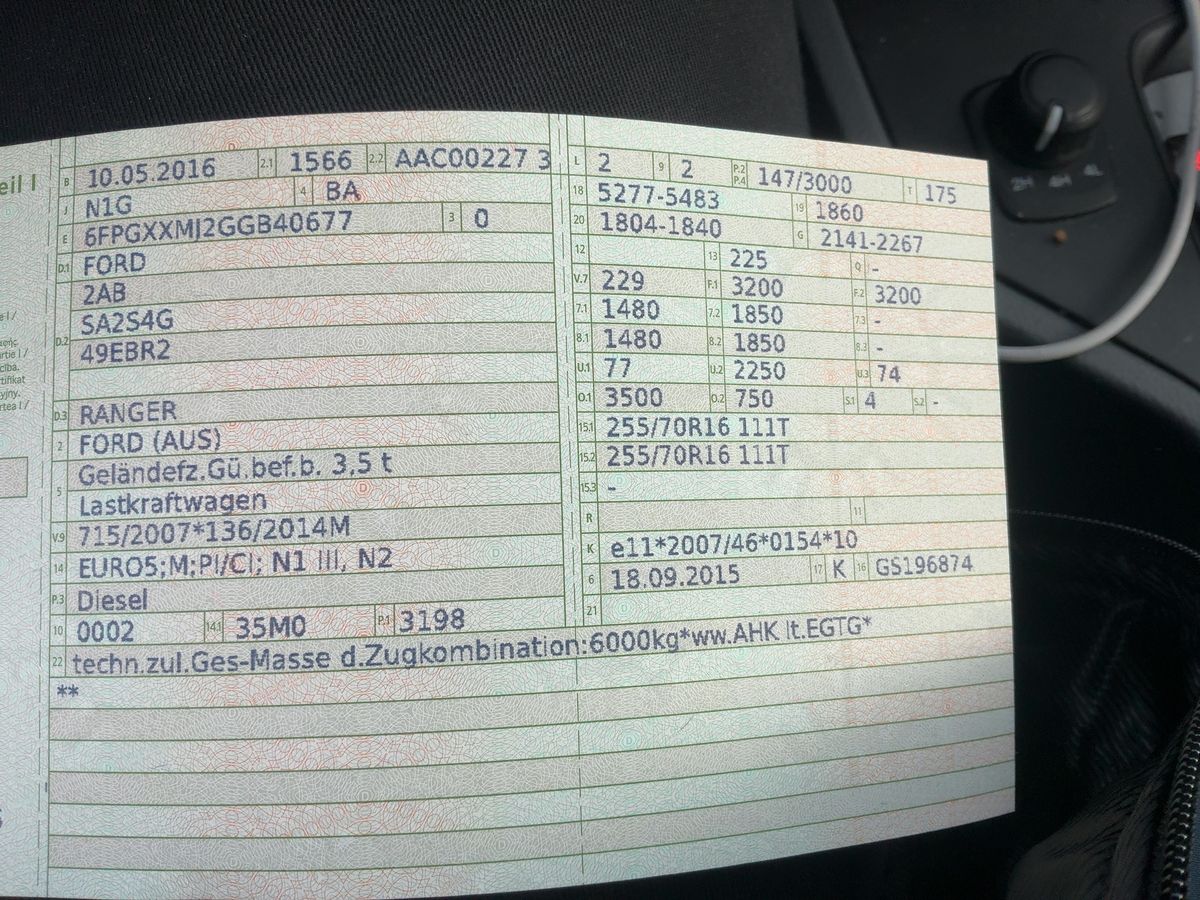 eil I
B 10.05.2016 2.1 1566 2.2 AAC00227 3
J N1G 4 BA
E 6FPGXXMJ2GGB40677 3 0
D.1 FORD
2AB
D.2 SA2S4G
49EBR2
D.3 RANGER
2 FORD (AUS)
5 Geländefz.Gü.bef.b. 3,5 t
Lastkraftwagen
V.9 715/2007*136/2014M
14 EURO5;M;PI/CI; N1 III, N2
P.3 Diesel
10 0002 14.1 35M0 P.1 3198
L 2 9 2 P.2 P.4 147/3000 T 175
18 5277-5483 19 1860
20 1804-1840 G 2141-2267
12 13 225 Q -
V.7 229 F.1 3200 F.2 3200
7.1 1480 7.2 1850 7.3 -
8.1 1480 8.2 1850 8.3 -
U.1 77 U.2 2250 U.3 74
O.1 3500 O.2 750 S.1 4 S.2 -
15.1 255/70R16 111T
15.2 255/70R16 111T
15.3 -
R 11
K e11*2007/46*0154*10
6 18.09.2015 17 K 16 GS196874
21
22 techn.zul.Ges-Masse d.Zugkombination:6000kg*ww.AHK lt.EGTG*
**
2H 4H 4L